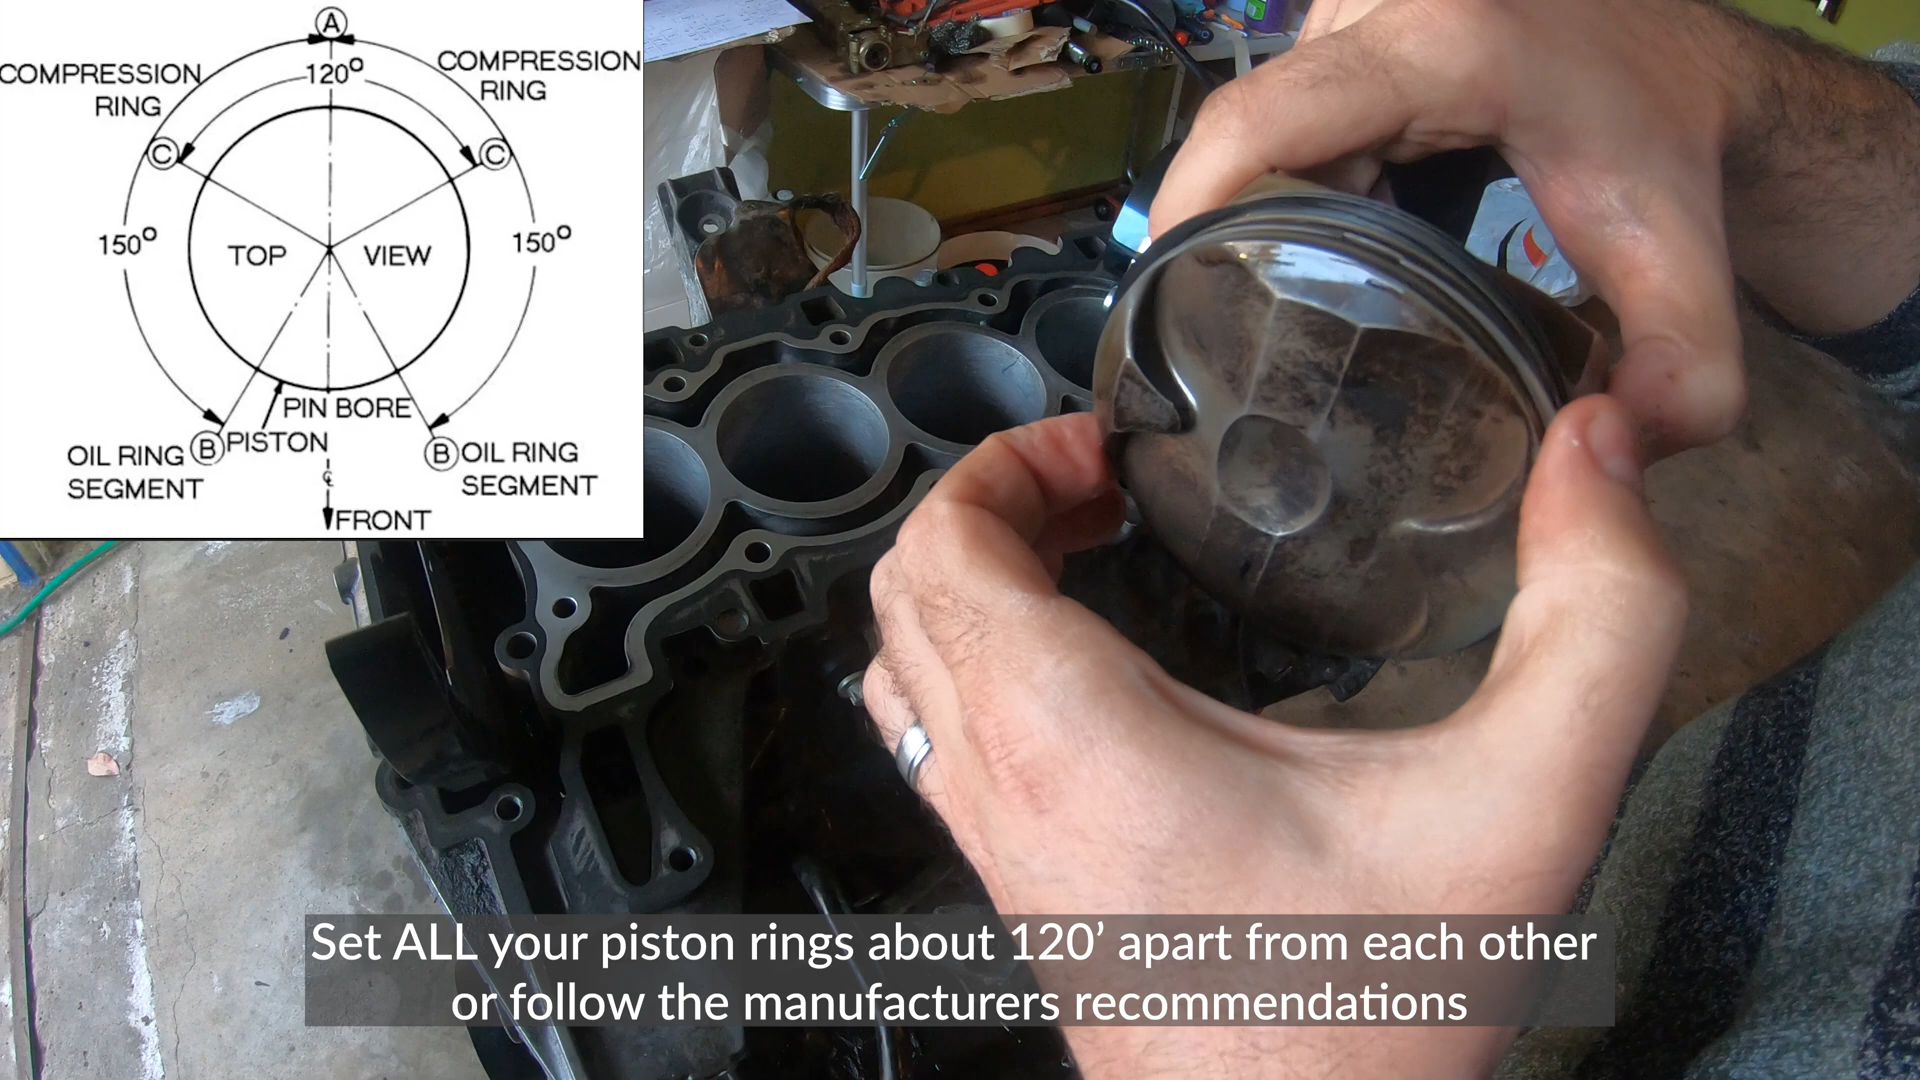 A
COMPRESSION
RING
120°
COMPRESSION
RING
C
C
150°
TOP
VIEW
150°
PIN BORE
B
PISTON
OIL RING
SEGMENT
B
OIL RING
SEGMENT
℄
FRONT
Set ALL your piston rings about 120’ apart from each other
or follow the manufacturers recommendations